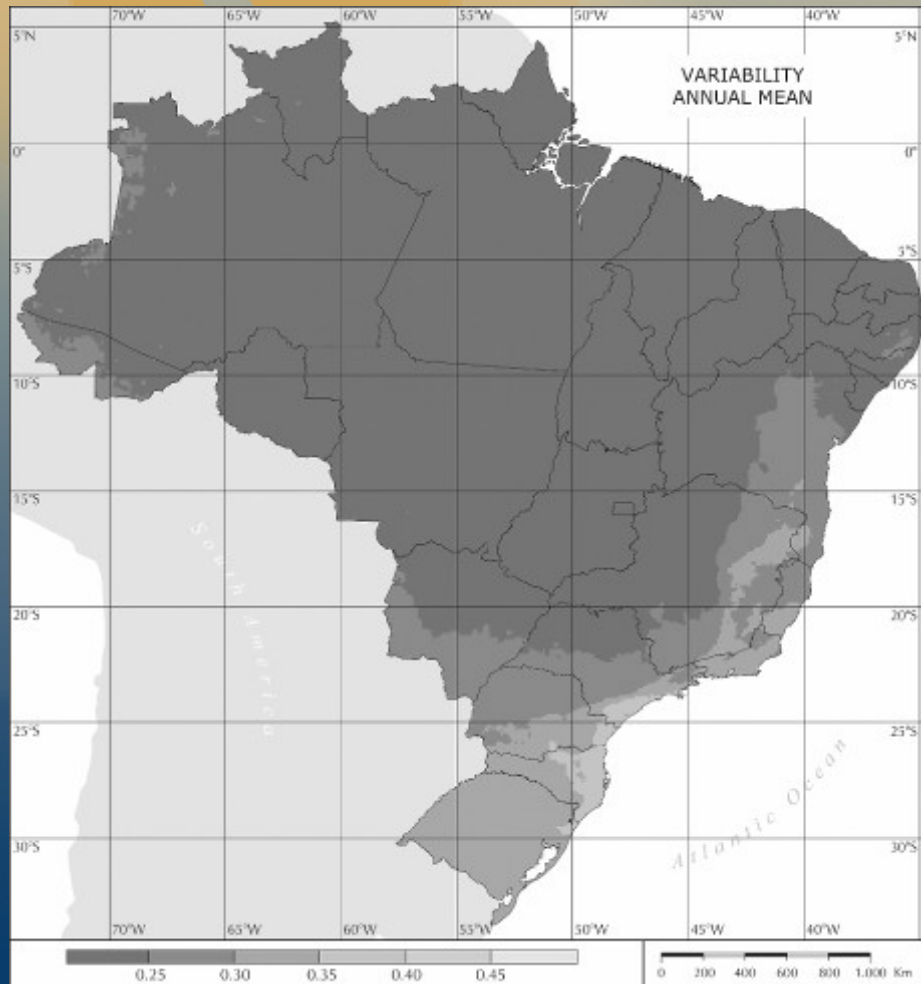 70°W 65°W 60°W 55°W 50°W 45°W 40°W
5°N 5°N
VARIABILITY
ANNUAL MEAN
0° 0°
5°S 5°S
10°S 10°S
15°S 15°S
South America
20°S 20°S
25°S 25°S
Atlantic Ocean
30°S 30°S
70°W 65°W 60°W 55°W 50°W 45°W 40°W
0.25 0.30 0.35 0.40 0.45
0 200 400 600 800 1.000 Km